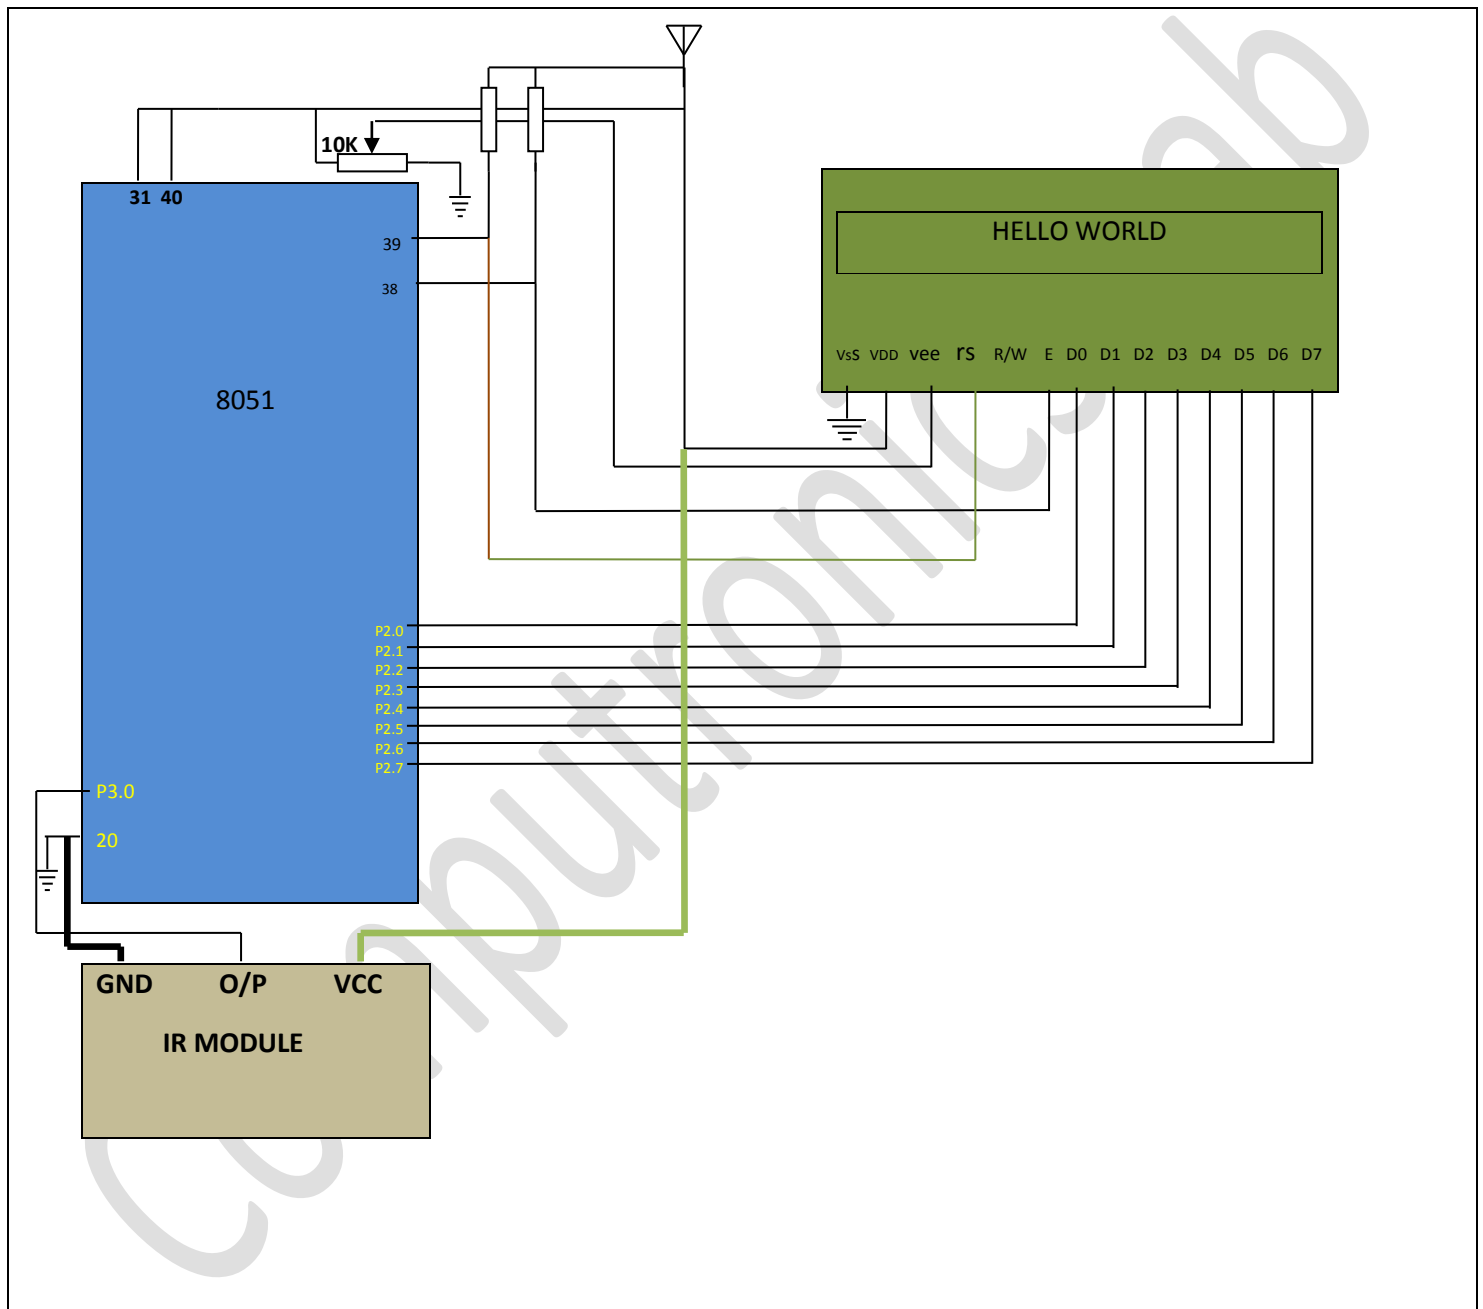 10K
31 40
39
38
8051
HELLO WORLD
VsS VDD vee rs R/W E D0 D1 D2 D3 D4 D5 D6 D7
P2.0
P2.1
P2.2
P2.3
P2.4
P2.5
P2.6
P2.7
P3.0
20
GND O/P VCC
IR MODULE